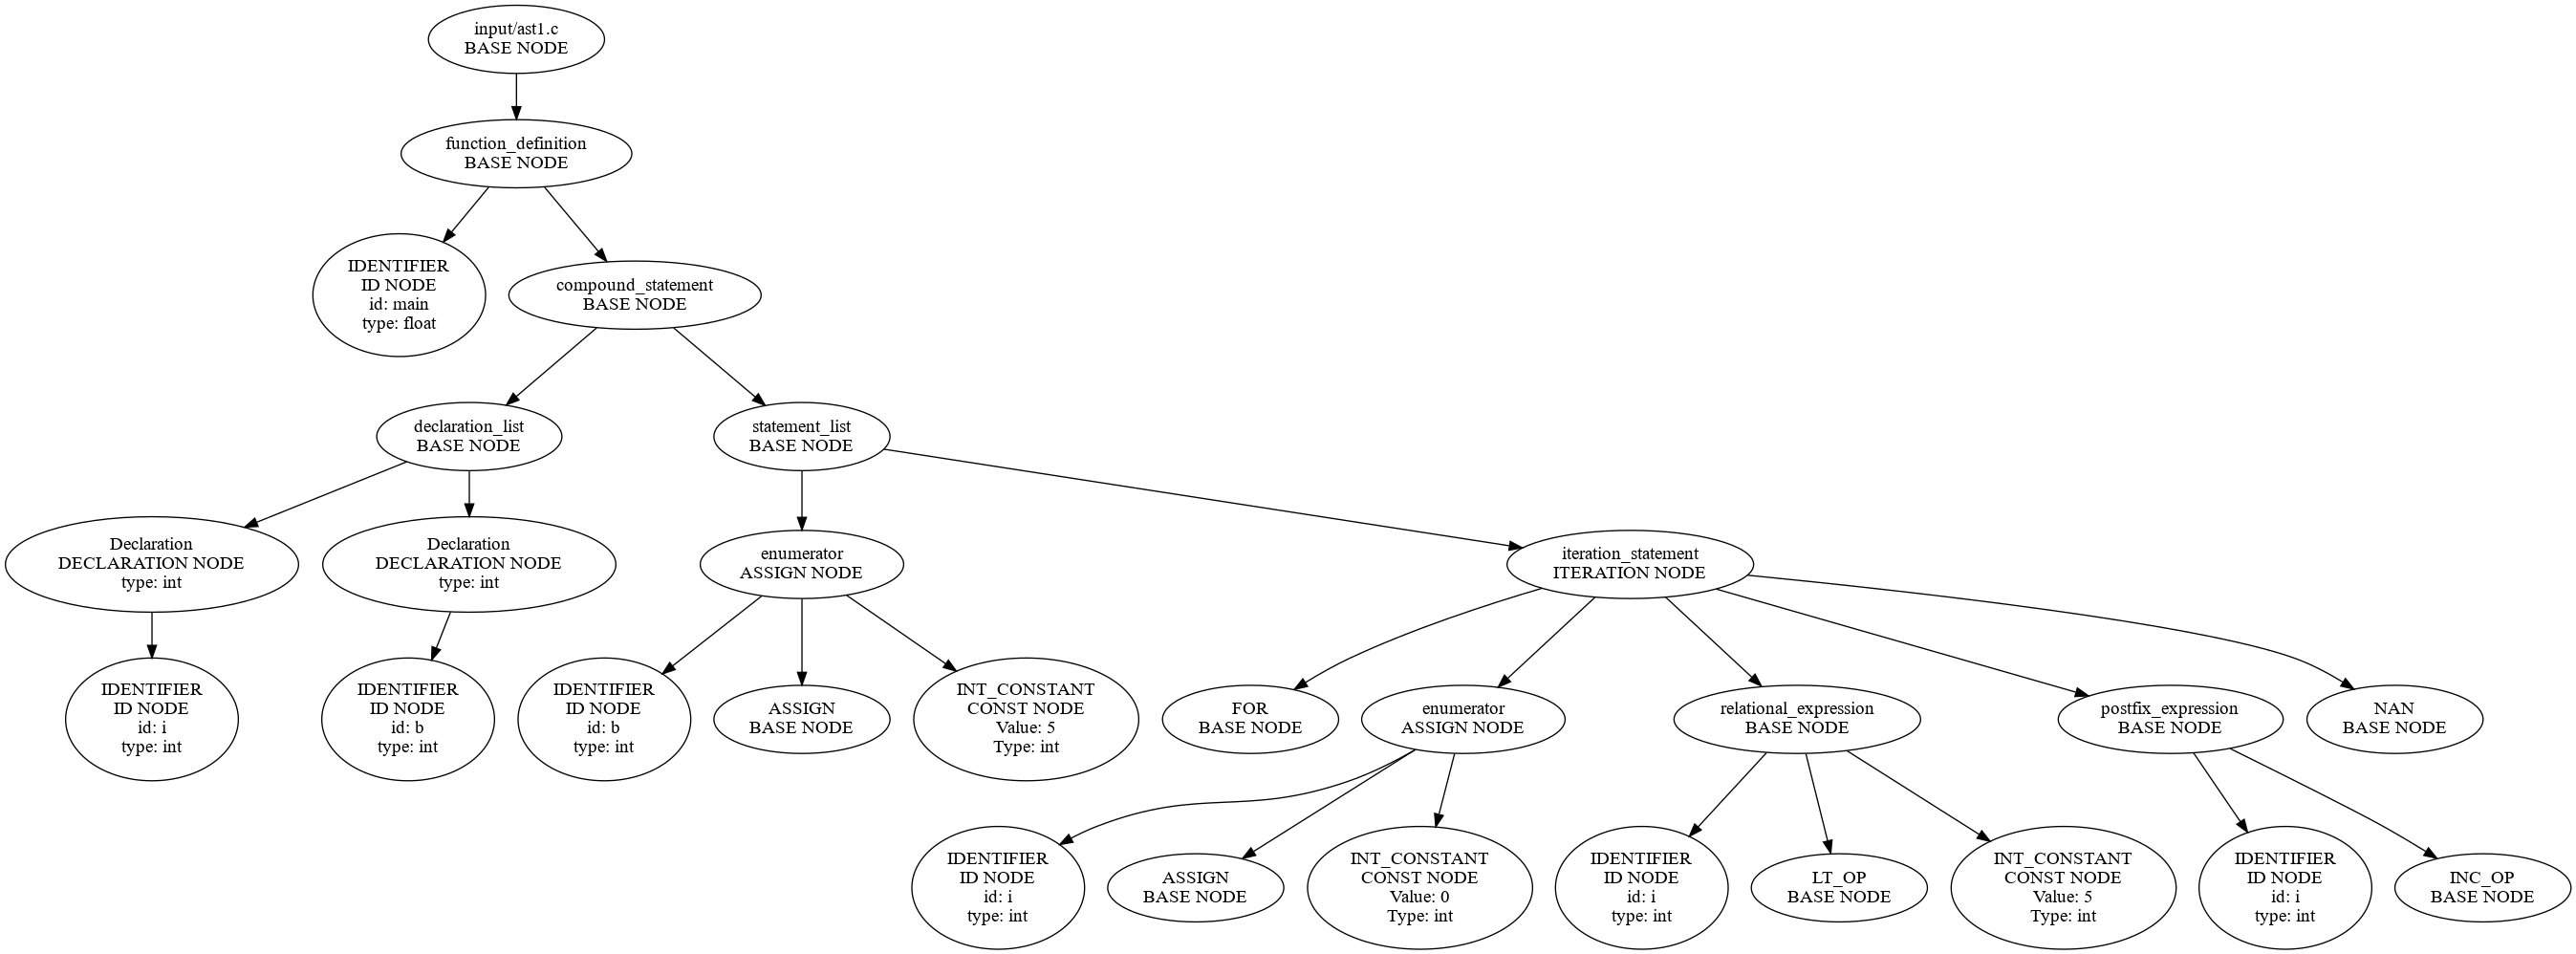 input/ast1.c
BASE NODE
function_definition
BASE NODE
IDENTIFIER
ID NODE
id: main
type: float
compound_statement
BASE NODE
declaration_list
BASE NODE
statement_list
BASE NODE
Declaration
DECLARATION NODE
type: int
Declaration
DECLARATION NODE
type: int
enumerator
ASSIGN NODE
iteration_statement
ITERATION NODE
IDENTIFIER
ID NODE
id: i
type: int
IDENTIFIER
ID NODE
id: b
type: int
IDENTIFIER
ID NODE
id: b
type: int
ASSIGN
BASE NODE
INT_CONSTANT
CONST NODE
Value: 5
Type: int
FOR
BASE NODE
enumerator
ASSIGN NODE
relational_expression
BASE NODE
postfix_expression
BASE NODE
NAN
BASE NODE
IDENTIFIER
ID NODE
id: i
type: int
ASSIGN
BASE NODE
INT_CONSTANT
CONST NODE
Value: 0
Type: int
IDENTIFIER
ID NODE
id: i
type: int
LT_OP
BASE NODE
INT_CONSTANT
CONST NODE
Value: 5
Type: int
IDENTIFIER
ID NODE
id: i
type: int
INC_OP
BASE NODE